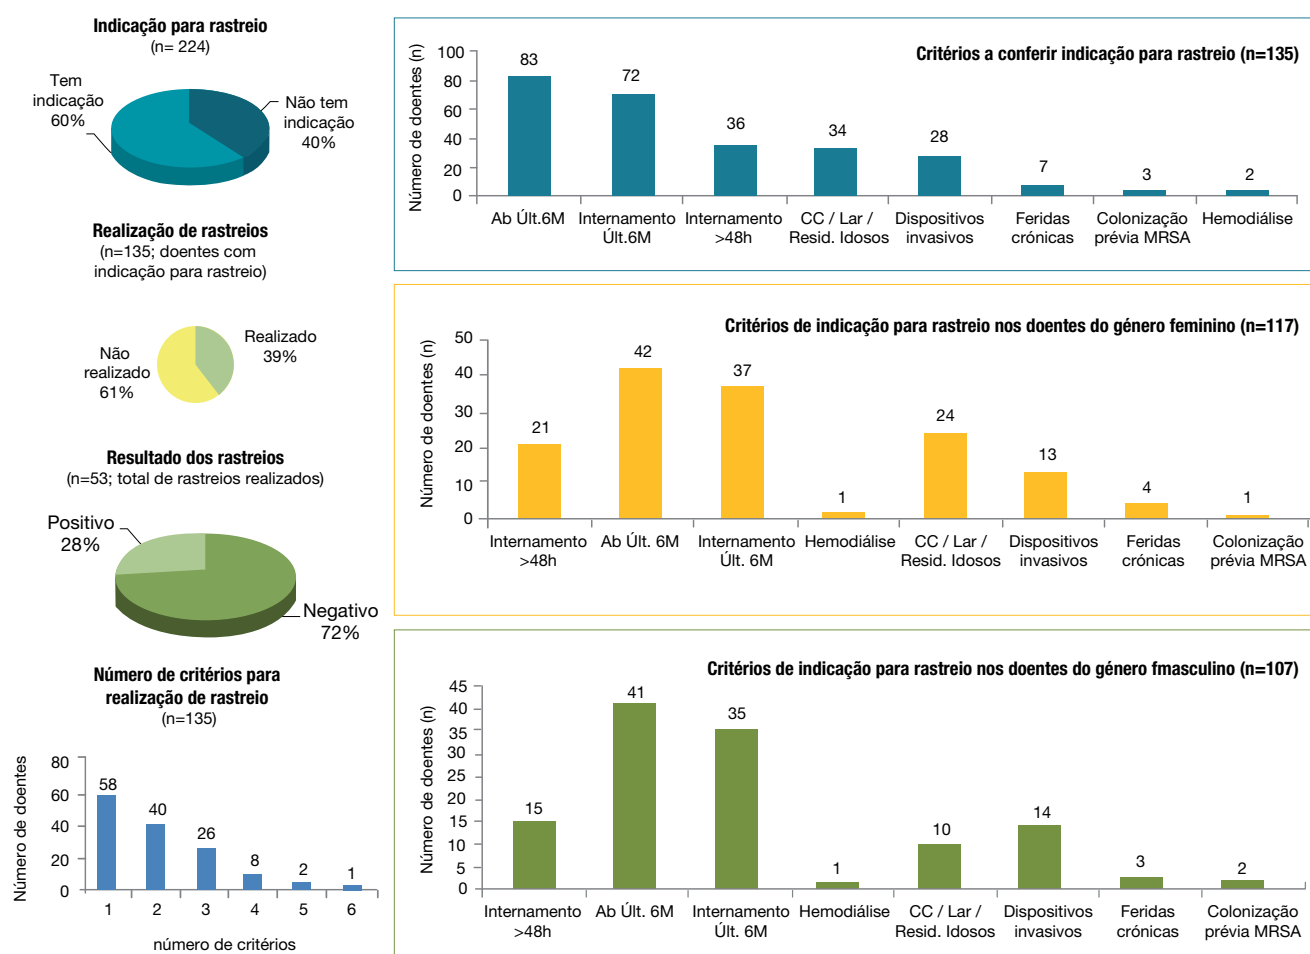 Indicação para rastreio
(n= 224)
Tem
indicação
60%
Não tem
indicação
40%
Realização de rastreios
(n=135; doentes com
indicação para rastreio)
Não
realizado
61%
Realizado
39%
Resultado dos rastreios
(n=53; total de rastreios realizados)
Positivo
28%
Negativo
72%
Número de critérios para
realização de rastreio
(n=135)
Número de doentes
80
60
40
20
0
58
40
26
8
2
1
1 2 3 4 5 6
número de critérios
Critérios a conferir indicação para rastreio (n=135)
Número de doentes (n)
100
80
60
40
20
0
83
72
36
34
28
7
3
2
Ab Últ.6M
Internamento
Últ.6M
Internamento
>48h
CC / Lar /
Resid. Idosos
Dispositivos
invasivos
Feridas
crónicas
Colonização
prévia MRSA
Hemodiálise
Critérios de indicação para rastreio nos doentes do género feminino (n=117)
Número de doentes (n)
50
40
30
20
10
0
21
42
37
1
24
13
4
1
Internamento
>48h
Ab Últ. 6M
Internamento
Últ. 6M
Hemodiálise
CC / Lar /
Resid. Idosos
Dispositivos
invasivos
Feridas
crónicas
Colonização
prévia MRSA
Critérios de indicação para rastreio nos doentes do género fmasculino (n=107)
Número de doentes (n)
45
40
35
30
25
20
15
10
5
0
15
41
35
1
10
14
3
2
Internamento
>48h
Ab Últ. 6M
Internamento
Últ. 6M
Hemodiálise
CC / Lar /
Resid. Idosos
Dispositivos
invasivos
Feridas
crónicas
Colonização
prévia MRSA